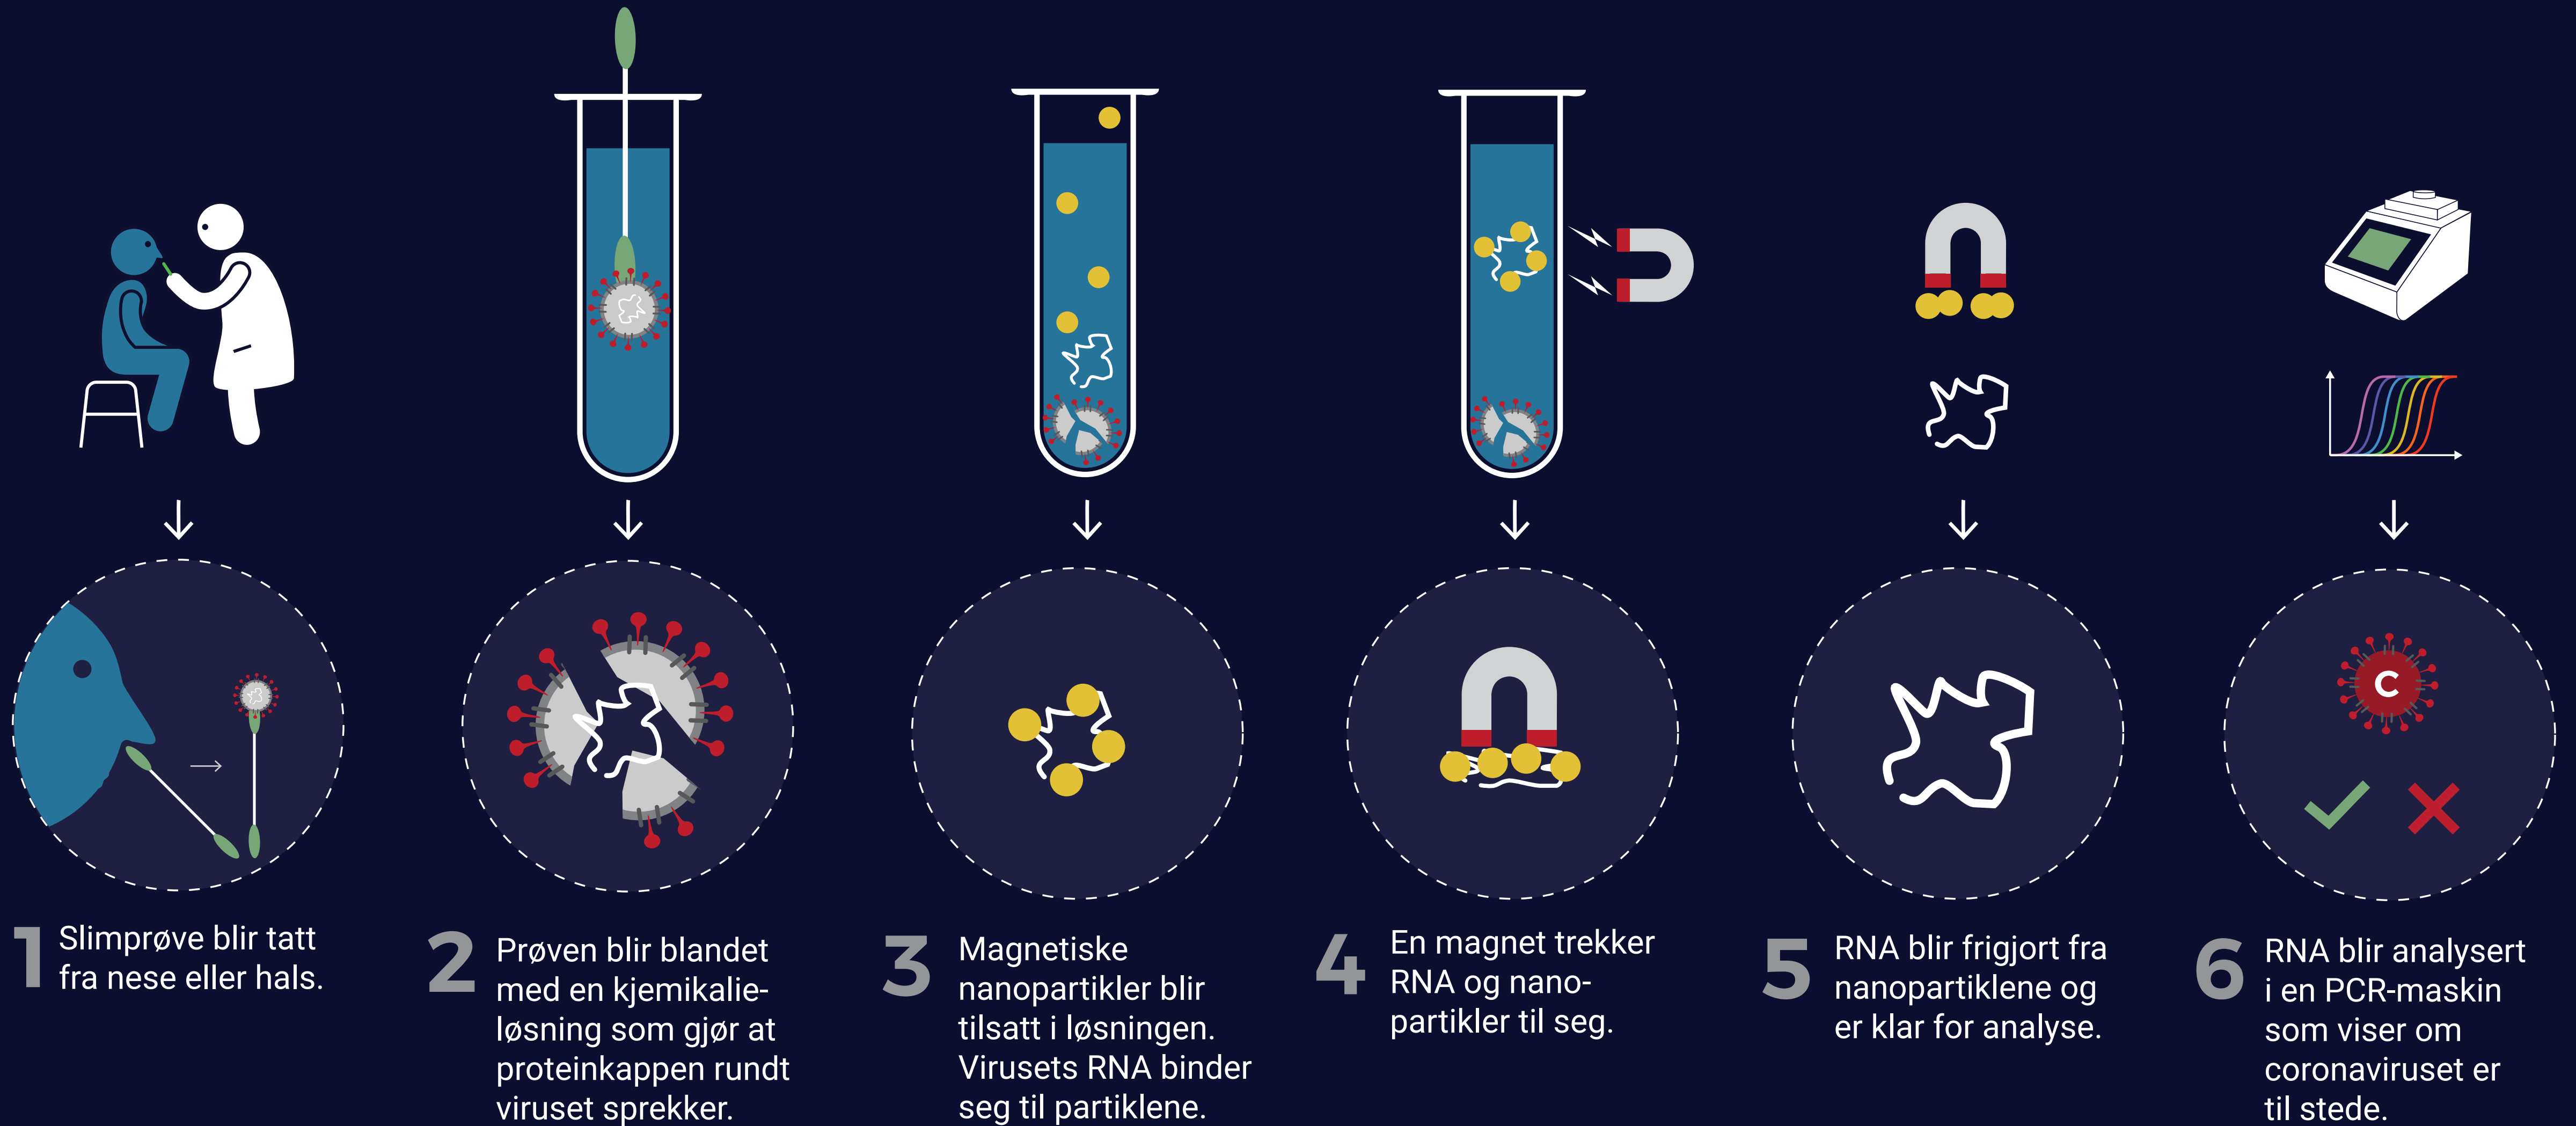 C
1
Slimprøve blir tatt
fra nese eller hals.
2
Prøven blir blandet
med en kjemikalie-
løsning som gjør at
proteinkappen rundt
viruset sprekker.
3
Magnetiske
nanopartikler blir
tilsatt i løsningen.
Virusets RNA binder
seg til partiklene.
4
En magnet trekker
RNA og nano-
partikler til seg.
5
RNA blir frigjort fra
nanopartiklene og
er klar for analyse.
6
RNA blir analysert
i en PCR-maskin
som viser om
coronaviruset er
til stede.